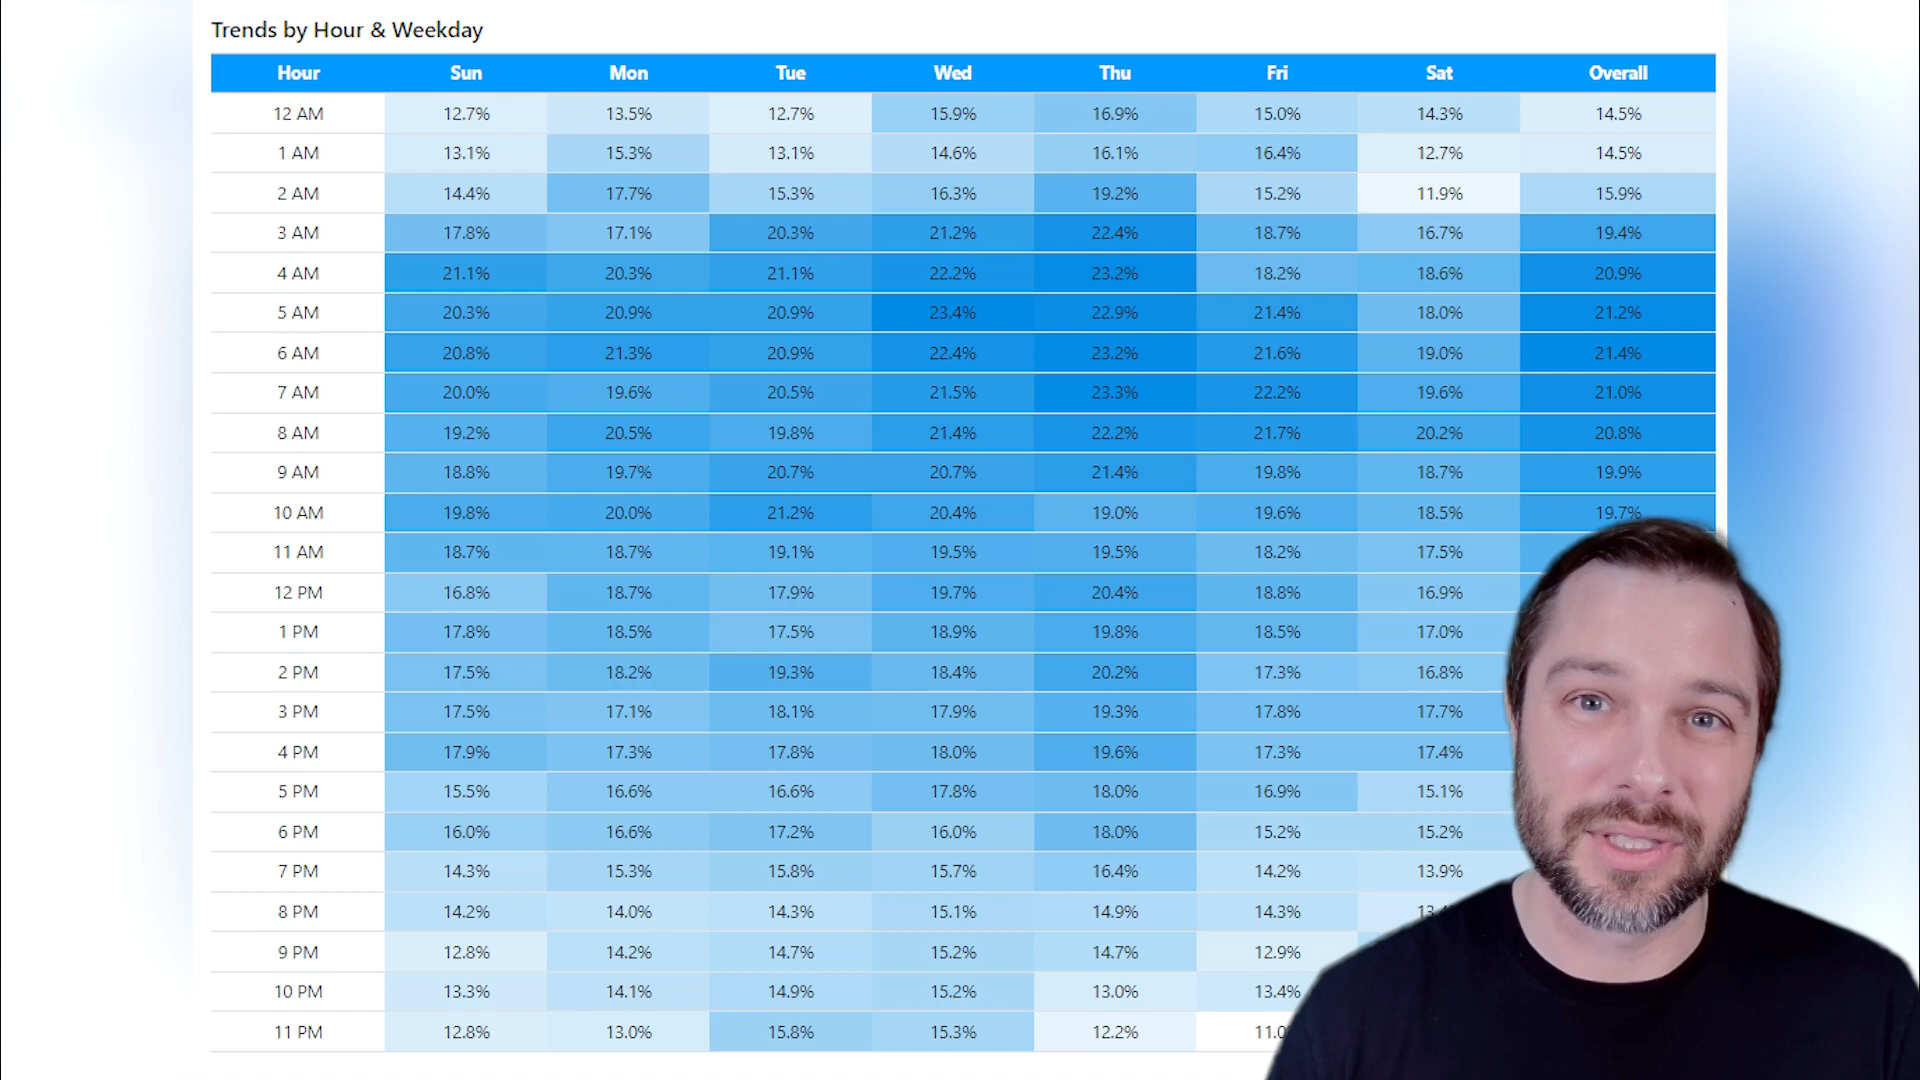 Trends by Hour & Weekday
Hour Sun Mon Tue Wed Thu Fri Sat Overall
12 AM 12.7% 13.5% 12.7% 15.9% 16.9% 15.0% 14.3% 14.5%
1 AM 13.1% 15.3% 13.1% 14.6% 16.1% 16.4% 12.7% 14.5%
2 AM 14.4% 17.7% 15.3% 16.3% 19.2% 15.2% 11.9% 15.9%
3 AM 17.8% 17.1% 20.3% 21.2% 22.4% 18.7% 16.7% 19.4%
4 AM 21.1% 20.3% 21.1% 22.2% 23.2% 18.2% 18.6% 20.9%
5 AM 20.3% 20.9% 20.9% 23.4% 22.9% 21.4% 18.0% 21.2%
6 AM 20.8% 21.3% 20.9% 22.4% 23.2% 21.6% 19.0% 21.4%
7 AM 20.0% 19.6% 20.5% 21.5% 23.3% 22.2% 19.6% 21.0%
8 AM 19.2% 20.5% 19.8% 21.4% 22.2% 21.7% 20.2% 20.8%
9 AM 18.8% 19.7% 20.7% 20.7% 21.4% 19.8% 18.7% 19.9%
10 AM 19.8% 20.0% 21.2% 20.4% 19.0% 19.6% 18.5% 19.7%
11 AM 18.7% 18.7% 19.1% 19.5% 19.5% 18.2% 17.5%
12 PM 16.8% 18.7% 17.9% 19.7% 20.4% 18.8% 16.9%
1 PM 17.8% 18.5% 17.5% 18.9% 19.8% 18.5% 17.0%
2 PM 17.5% 18.2% 19.3% 18.4% 20.2% 17.3% 16.8%
3 PM 17.5% 17.1% 18.1% 17.9% 19.3% 17.8% 17.7%
4 PM 17.9% 17.3% 17.8% 18.0% 19.6% 17.3% 17.4%
5 PM 15.5% 16.6% 16.6% 17.8% 18.0% 16.9% 15.1%
6 PM 16.0% 16.6% 17.2% 16.0% 18.0% 15.2% 15.2%
7 PM 14.3% 15.3% 15.8% 15.7% 16.4% 14.2% 13.9%
8 PM 14.2% 14.0% 14.3% 15.1% 14.9% 14.3%
9 PM 12.8% 14.2% 14.7% 15.2% 14.7% 12.9%
10 PM 13.3% 14.1% 14.9% 15.2% 13.0% 13.4%
11 PM 12.8% 13.0% 15.8% 15.3% 12.2%